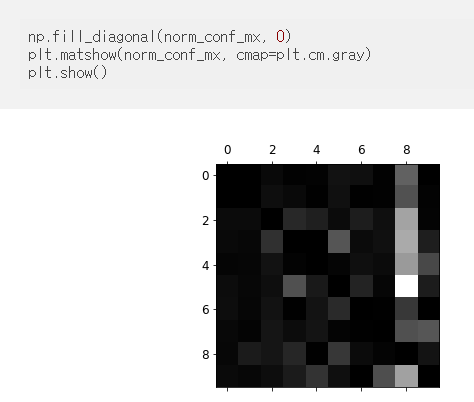 np.fill_diagonal(norm_conf_mx, 0)
plt.matshow(norm_conf_mx, cmap=plt.cm.gray)
plt.show()
0 2 4 6 8
0
2
4
6
8